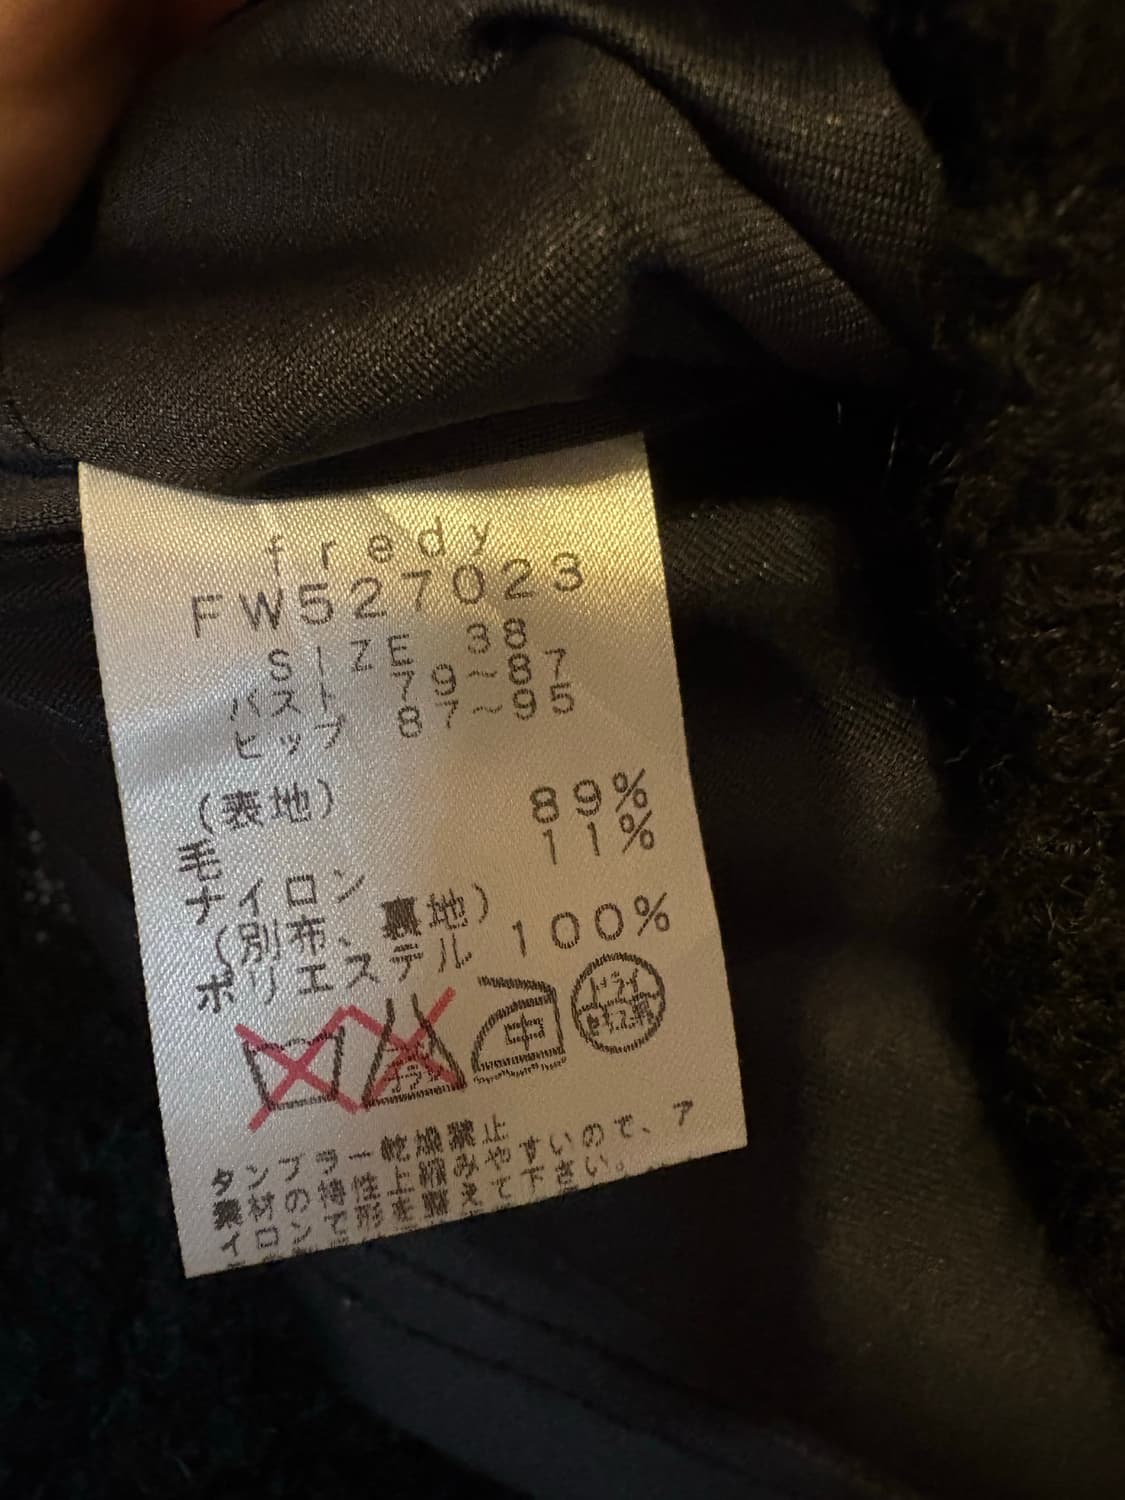 fredy
FW527023
SIZE 38
バスト 79~87
ヒップ 87~95
(表地)
毛 89%
ナイロン 11%
(別布、裏地)
ポリエステル 100%
中
ドライ
タンブラー乾燥禁止
素材の特性上縮みやすいので、ア
イロンで形を整えて下さい。